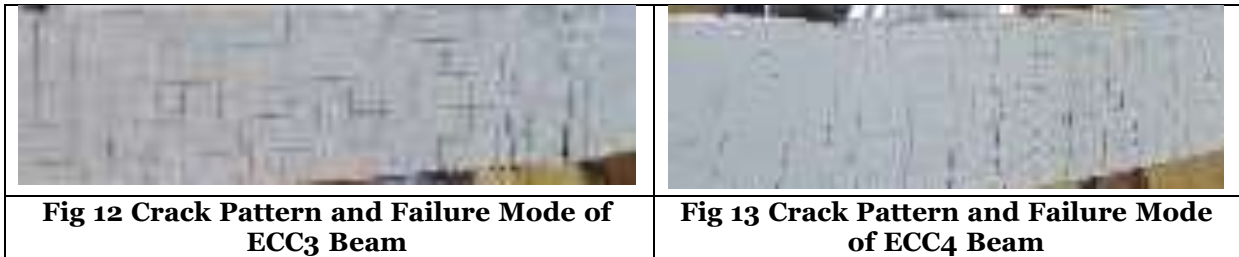 Fig 12 Crack Pattern and Failure Mode of
ECC3 Beam
Fig 13 Crack Pattern and Failure Mode
of ECC4 Beam